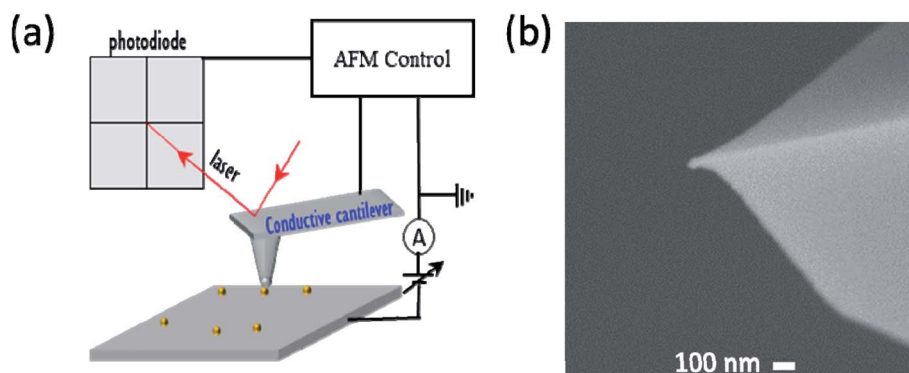 (a)
photodiode
AFM Control
laser
Conductive cantilever
A
(b)
100 nm